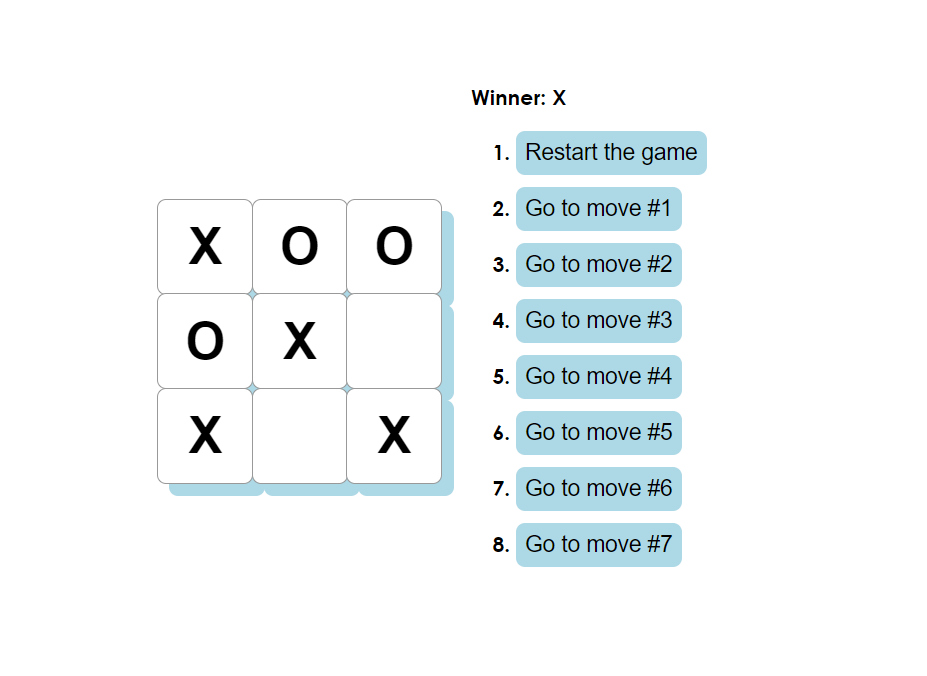 Winner: X
1. Restart the game
2. Go to move #1
3. Go to move #2
4. Go to move #3
5. Go to move #4
6. Go to move #5
7. Go to move #6
8. Go to move #7
X O O
O X
X X